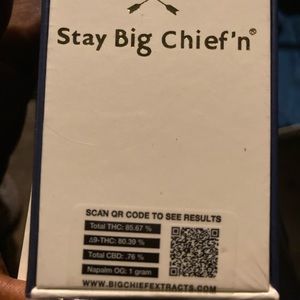 Stay Big Chief'n®
SCAN QR CODE TO SEE RESULTS
Total THC: 85.67 %
Δ9-THC: 80.39 %
Total CBD: .76 %
Napalm OG: 1 gram
WWW.BIGCHIEFEXTRACTS.COM